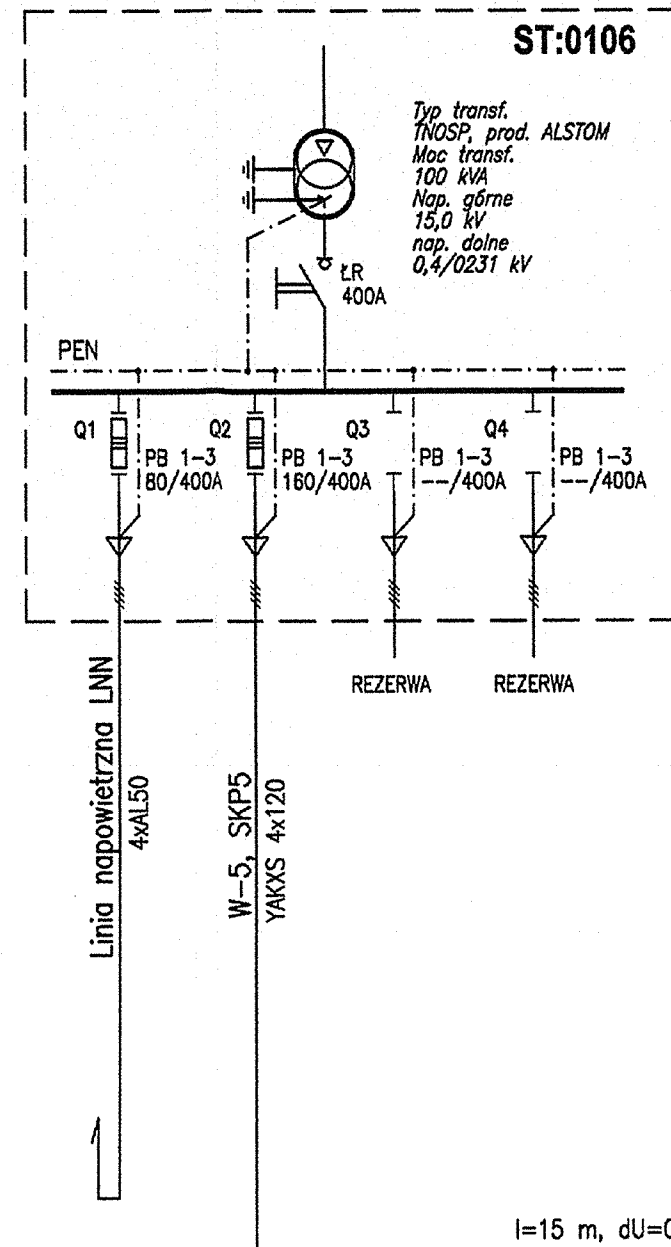 ST:0106
Typ transf.
TNOSP, prod. ALSTOM
Moc transf.
100 kVA
Nap. górne
15,0 kV
nap. dolne
0,4/0231 kV
ŁR
400A
PEN
Q1
PB 1-3
80/400A
Q2
PB 1-3
160/400A
Q3
PB 1-3
--/400A
Q4
PB 1-3
--/400A
REZERWA
REZERWA
Linia napowietrzna LNN
4xAL50
W-5, SKP5
YAKXS 4x120
l=15 m, dU=0